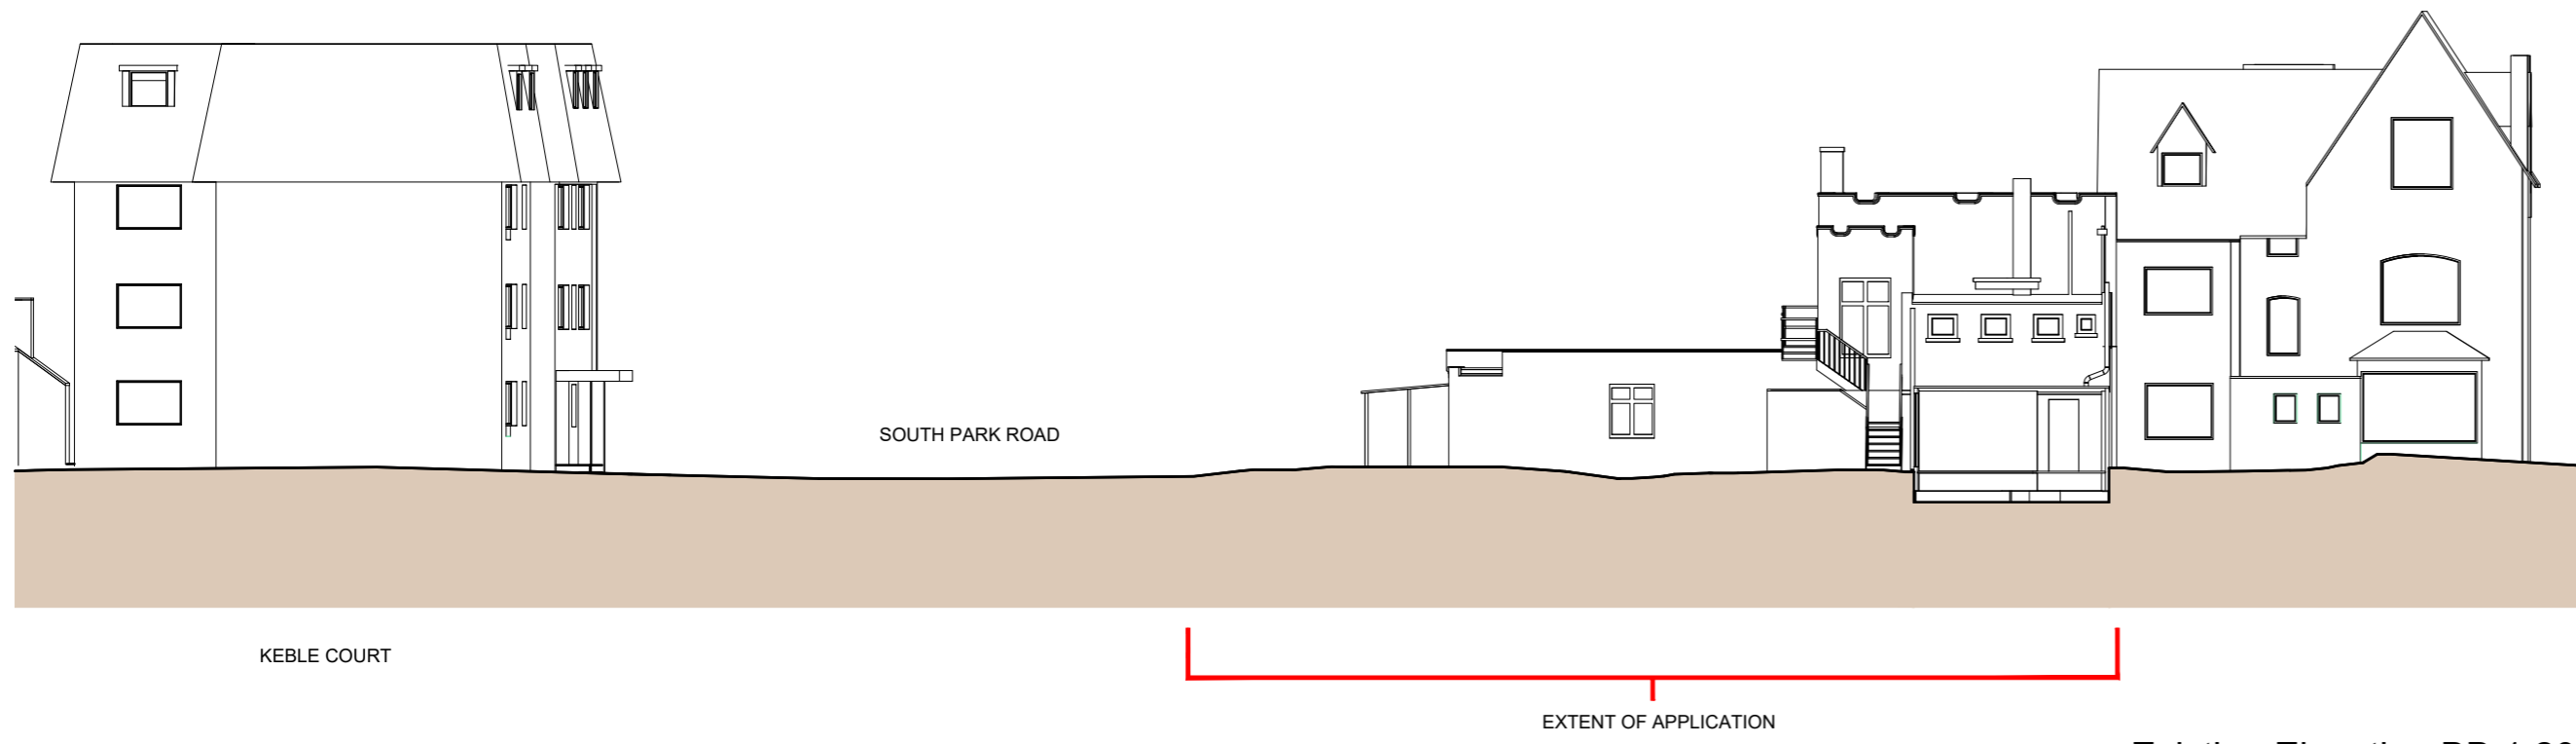 SOUTH PARK ROAD
KEBLE COURT
EXTENT OF APPLICATION